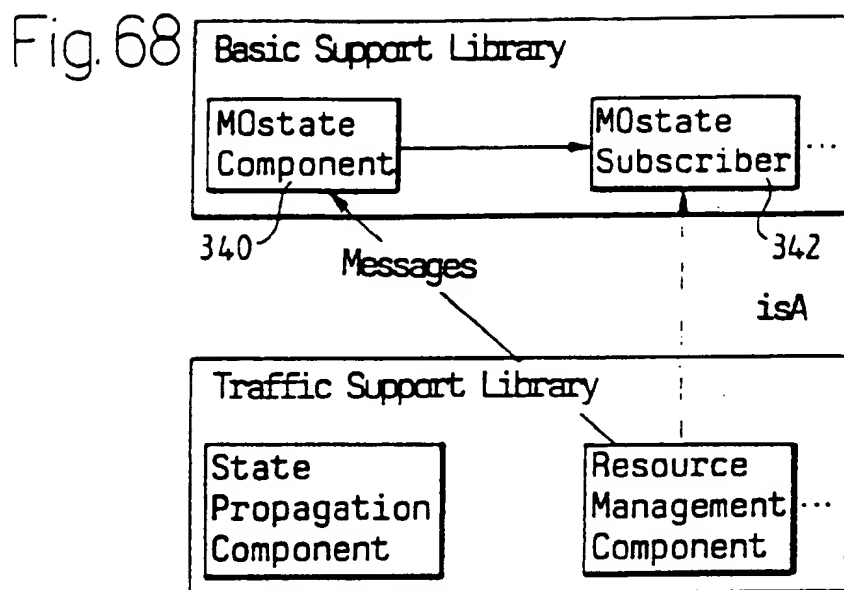 Fig. 68
Basic Support Library
MOstate
Component
MOstate
Subscriber
...
340
342
Messages
isA
Traffic Support Library
State
Propagation
Component
Resource
Management
Component
...